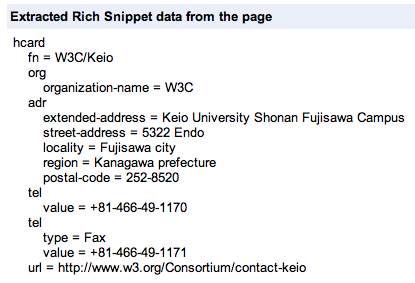 Extracted Rich Snippet data from the page
hcard
fn = W3C/Keio
org
organization-name = W3C
adr
extended-address = Keio University Shonan Fujisawa Campus
street-address = 5322 Endo
locality = Fujisawa city
region = Kanagawa prefecture
postal-code = 252-8520
tel
value = +81-466-49-1170
tel
type = Fax
value = +81-466-49-1171
url = http://www.w3.org/Consortium/contact-keio